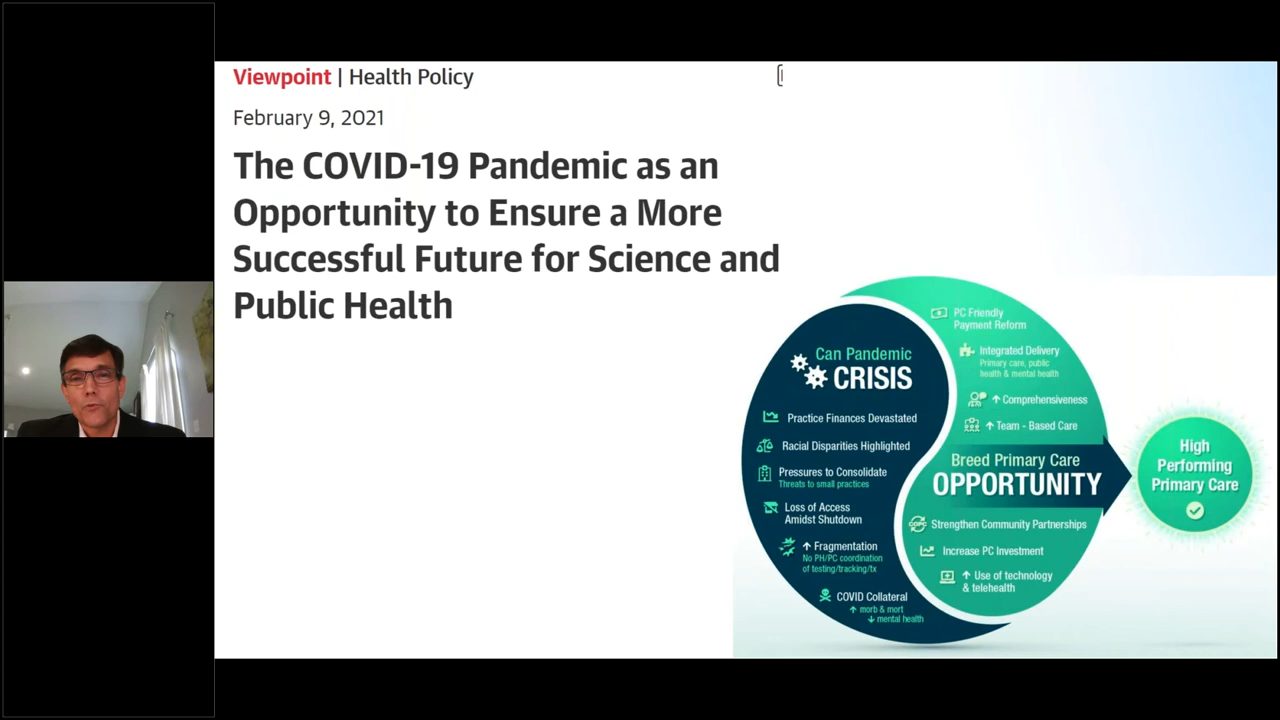 Viewpoint | Health Policy
February 9, 2021
The COVID-19 Pandemic as an
Opportunity to Ensure a More
Successful Future for Science and
Public Health
Can Pandemic
CRISIS
Practice Finances Devastated
Racial Disparities Highlighted
Pressures to Consolidate
Threats to small practices
Loss of Access
Amidst Shutdown
↑ Fragmentation
No PH/PC coordination
of testing/tracking/tx
COVID Collateral
↑ morb & mort
↓ mental health
PC Friendly
Payment Reform
Integrated Delivery
Primary care, public
health & mental health
↑ Comprehensiveness
↑ Team - Based Care
Breed Primary Care
OPPORTUNITY
COPC
Strengthen Community Partnerships
Increase PC Investment
↑ Use of technology
& telehealth
High
Performing
Primary Care